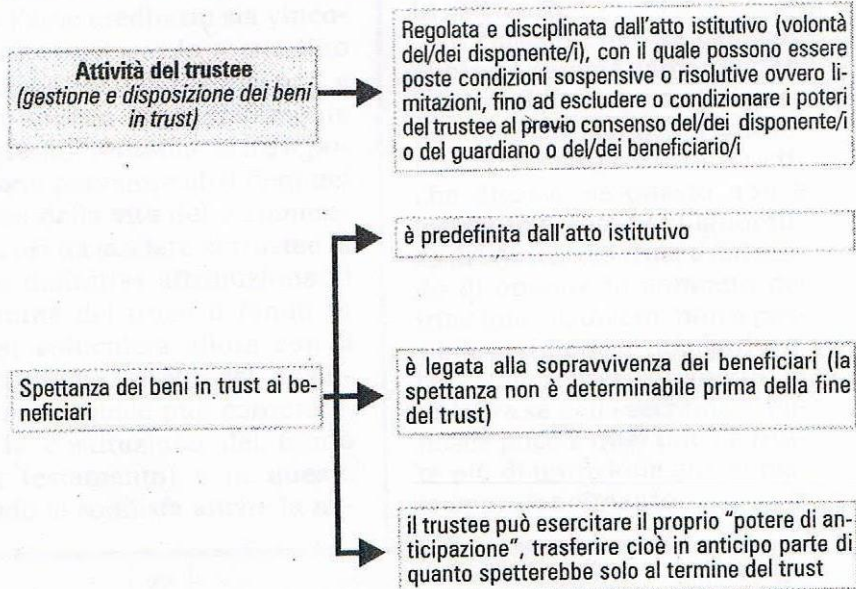 Attività del trustee
(gestione e disposizione dei beni
in trust)
Regolata e disciplinata dall'atto istitutivo (volontà
del/dei disponente/i), con il quale possono essere
poste condizioni sospensive o risolutive ovvero li-
mitazioni, fino ad escludere o condizionare i poteri
del trustee al previo consenso del/dei disponente/i
o del guardiano o del/dei beneficiario/i
Spettanza dei beni in trust ai be-
neficiari
è predefinita dall'atto istitutivo
è legata alla sopravvivenza dei beneficiari (la
spettanza non è determinabile prima della fine
del trust)
il trustee può esercitare il proprio "potere di an-
ticipazione", trasferire cioè in anticipo parte di
quanto spetterebbe solo al termine del trust